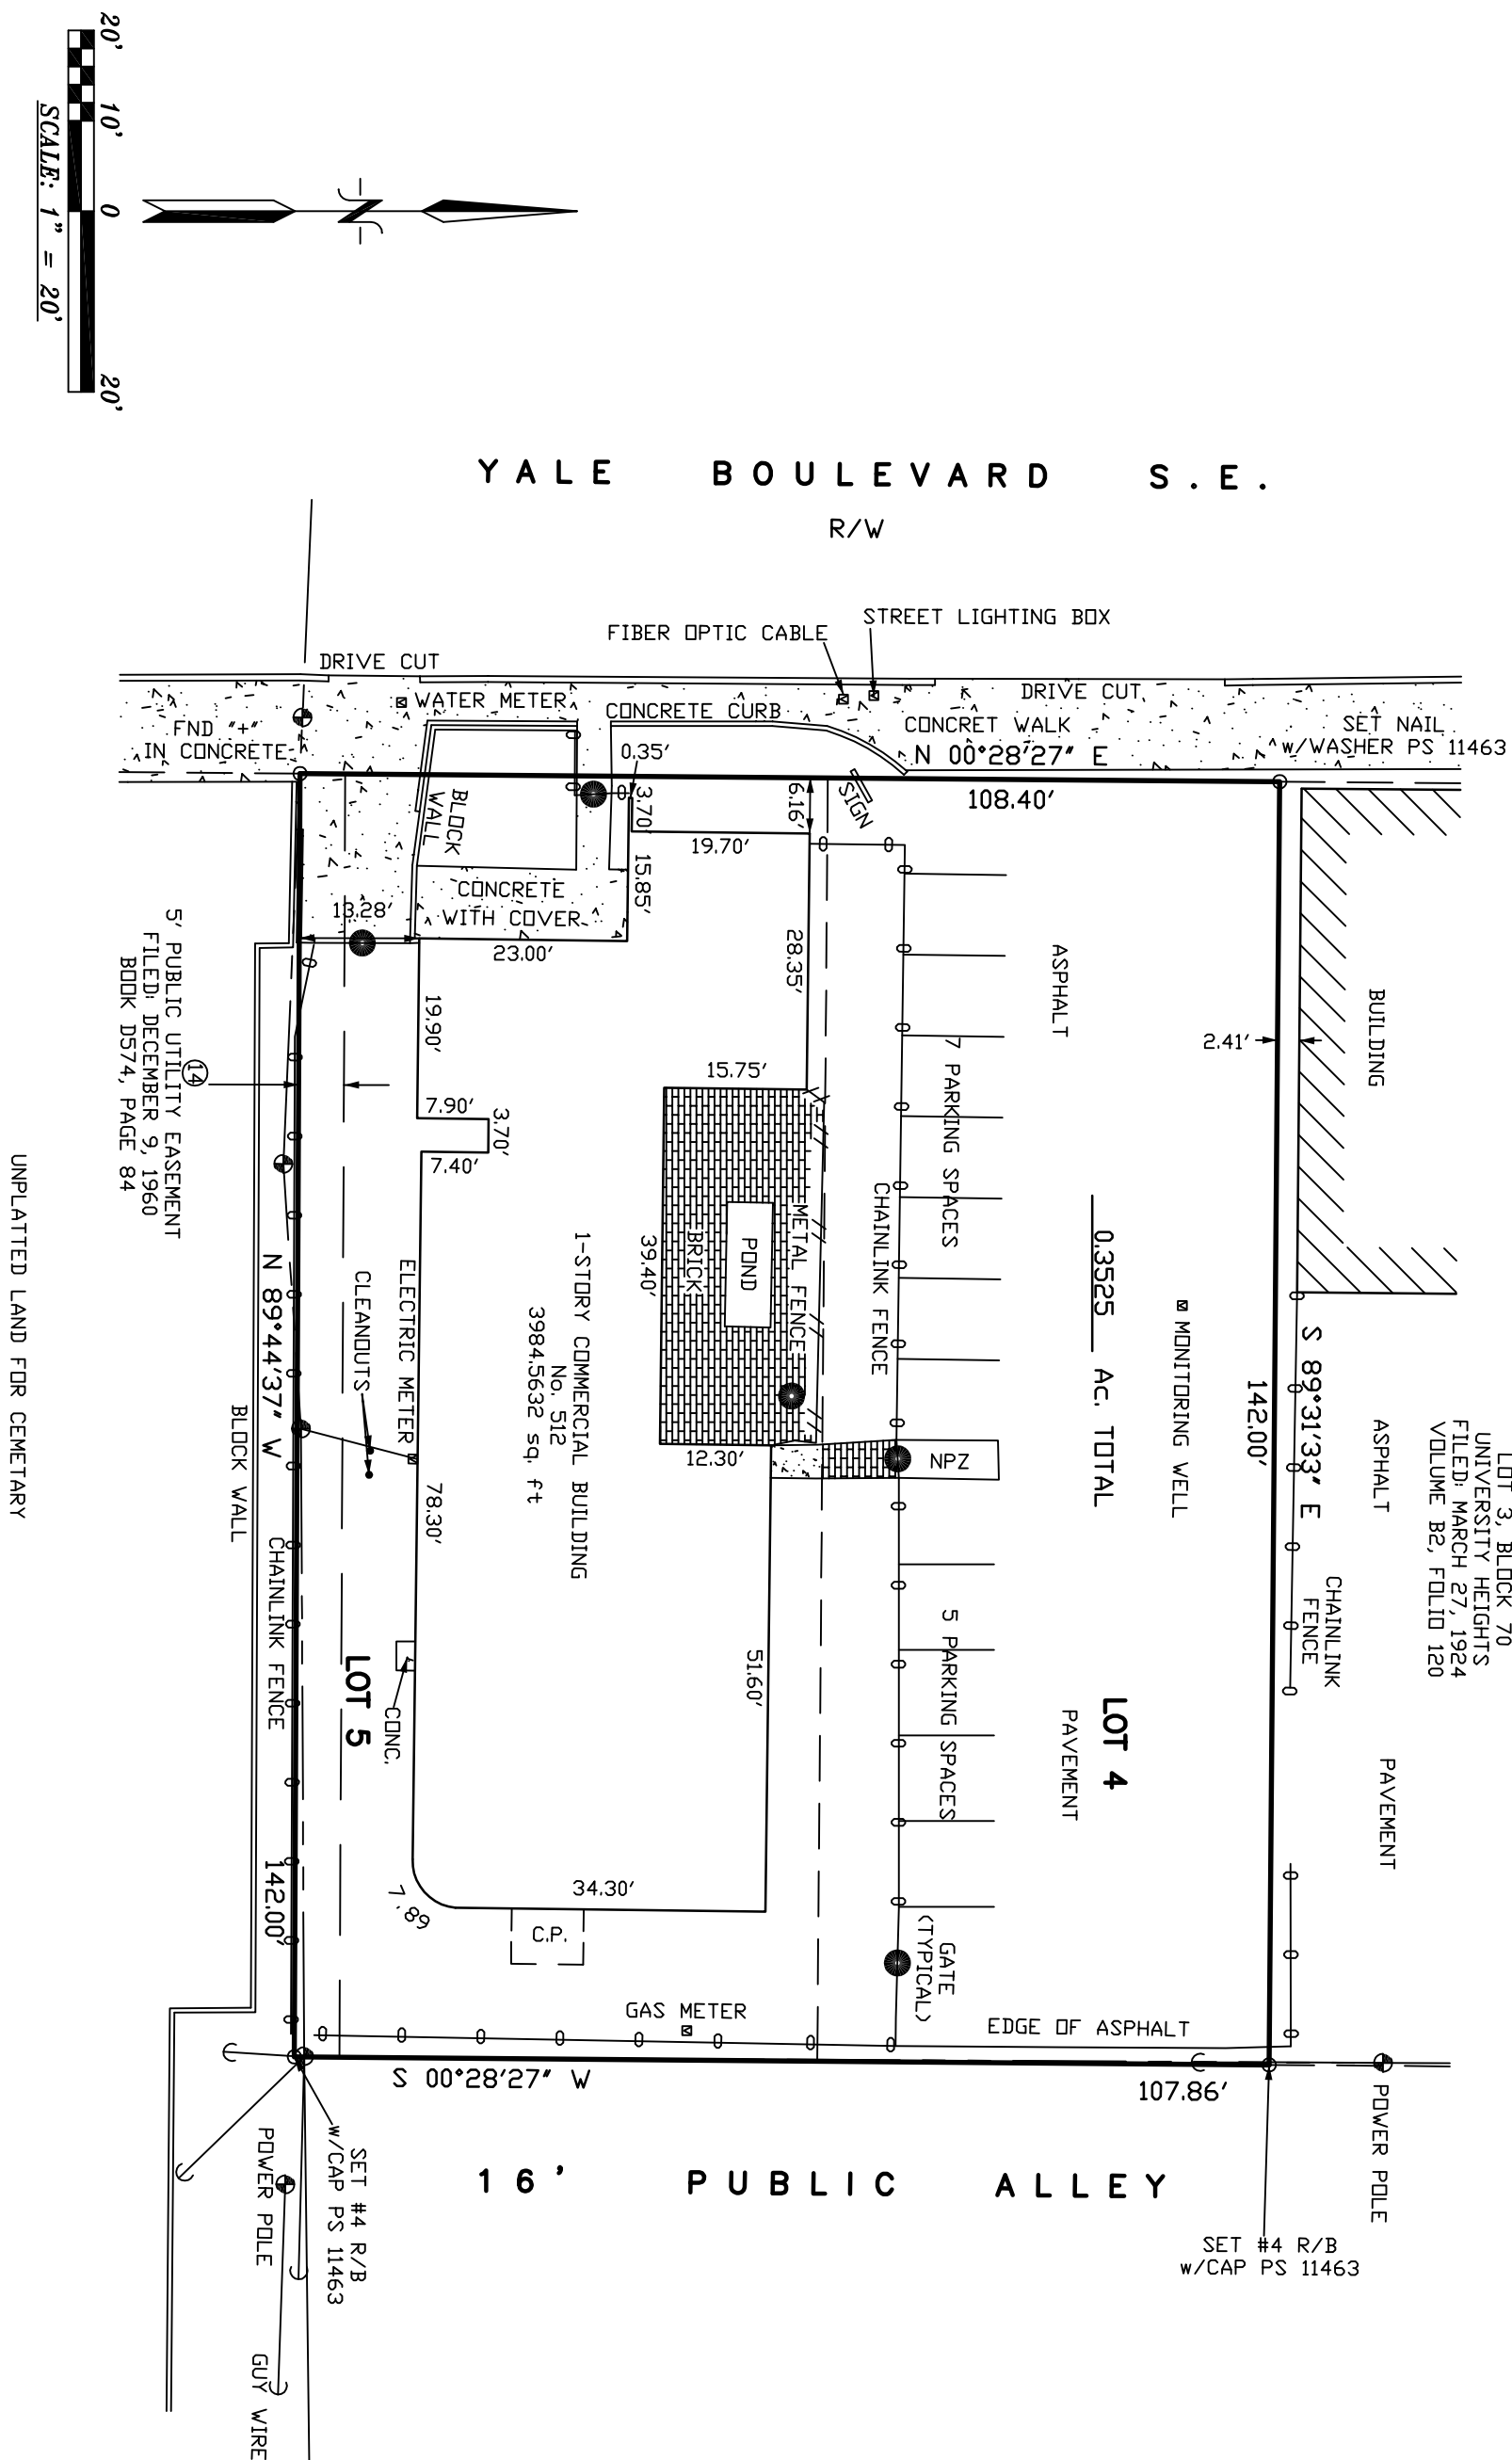 20'
10'
0
20'
SCALE: 1" = 20'
N
YALE BOULEVARD S.E.
R/W
STREET LIGHTING BOX
FIBER OPTIC CABLE
DRIVE CUT
WATER METER
CONCRETE CURB
DRIVE CUT
CONCRET WALK
FND "+"
IN CONCRETE
SET NAIL
w/WASHER PS 11463
N 00°28'27" E
108.40'
0.35'
3.70'
6.16'
SIGN
19.70'
BLOCK
WALL
15.85'
CONCRETE
WITH COVER
13.28'
23.00'
28.35'
19.90'
ASPHALT
BUILDING
2.41'
5' PUBLIC UTILITY EASEMENT
FILED: DECEMBER 9, 1960
BOOK D574, PAGE 84
14
7.90'
3.70'
7.40'
15.75'
7 PARKING SPACES
METAL FENCE
CHAINLINK FENCE
POND
BRICK
39.40'
1-STORY COMMERCIAL BUILDING
No. 512
3984.5632 sq. ft
ELECTRIC METER
CLEANOUTS
N 89°44'37" W
142.00'
0.3525 Ac. TOTAL
MONITORING WELL
S 89°31'33" E
142.00'
12.30'
NPZ
UNPLATTED LAND FOR CEMETARY
BLOCK WALL
CHAINLINK FENCE
78.30'
51.60'
ASPHALT
LOT 3, BLOCK 70
UNIVERSITY HEIGHTS
FILED: MARCH 27, 1924
VOLUME B2, FOLIO 120
CHAINLINK
FENCE
5 PARKING SPACES
LOT 5
CONC.
LOT 4
PAVEMENT
PAVEMENT
7.89
34.30'
C.P.
GATE
(TYPICAL)
GAS METER
EDGE OF ASPHALT
S 00°28'27" W
107.86'
POWER POLE
SET #4 R/B
w/CAP PS 11463
POWER POLE
16' PUBLIC ALLEY
SET #4 R/B
w/CAP PS 11463
GUY WIRE